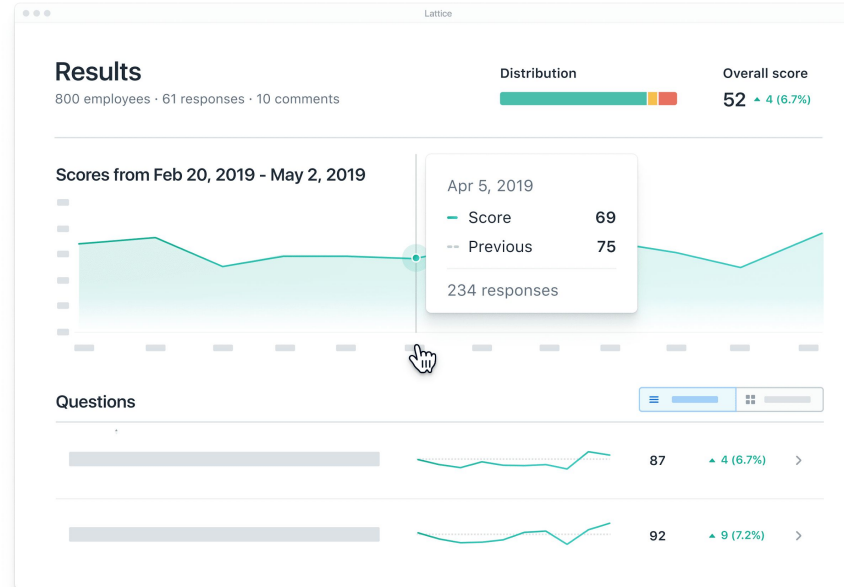 Lattice
Results
800 employees · 61 responses · 10 comments
Distribution
Overall score
52 4 (6.7%)
Scores from Feb 20, 2019 - May 2, 2019
Apr 5, 2019
Score 69
Previous 75
234 responses
Questions
87 4 (6.7%)
92 9 (7.2%)